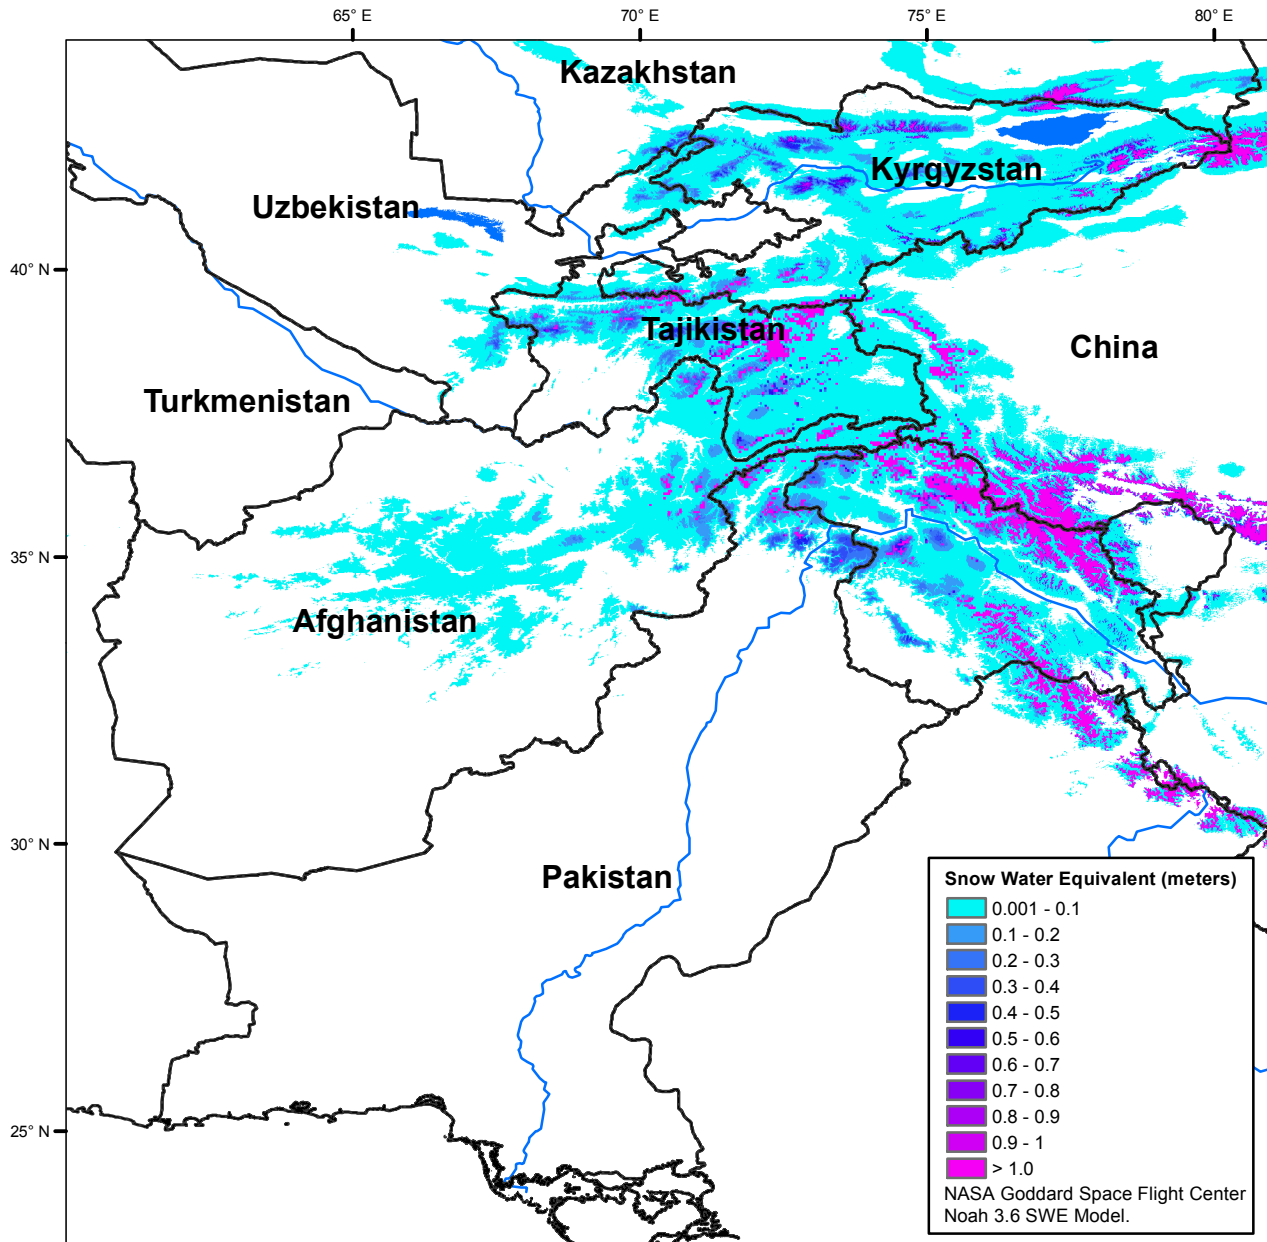 65° E
70° E
75° E
80° E
Kazakhstan
Kyrgyzstan
Uzbekistan
40° N
Tajikistan
China
Turkmenistan
35° N
Afghanistan
30° N
Pakistan
25° N
Snow Water Equivalent (meters)
0.001 - 0.1
0.1 - 0.2
0.2 - 0.3
0.3 - 0.4
0.4 - 0.5
0.5 - 0.6
0.6 - 0.7
0.7 - 0.8
0.8 - 0.9
0.9 - 1
> 1.0
NASA Goddard Space Flight Center
Noah 3.6 SWE Model.